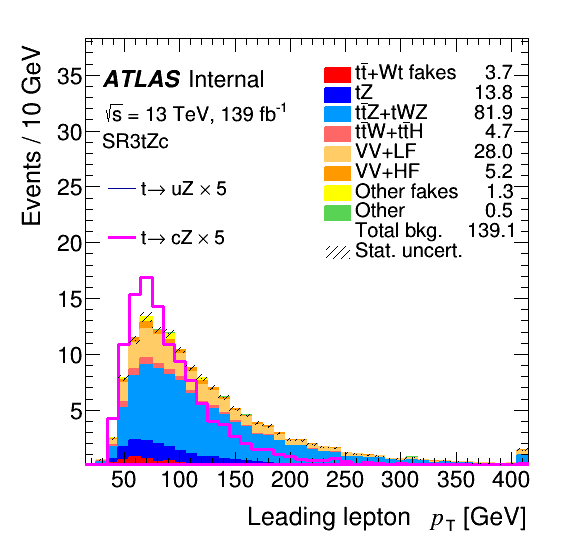 Events / 10 GeV
35
30
25
20
15
10
5
ATLAS Internal
√s = 13 TeV, 139 fb⁻¹
SR3tZc
t→ uZ × 5
t→ cZ × 5
tt̄+Wt fakes 3.7
tZ 13.8
tt̄Z+tWZ 81.9
tt̄W+tt̄H 4.7
VV+LF 28.0
VV+HF 5.2
Other fakes 1.3
Other 0.5
Total bkg. 139.1
Stat. uncert.
50 100 150 200 250 300 350 400
Leading lepton p_T [GeV]